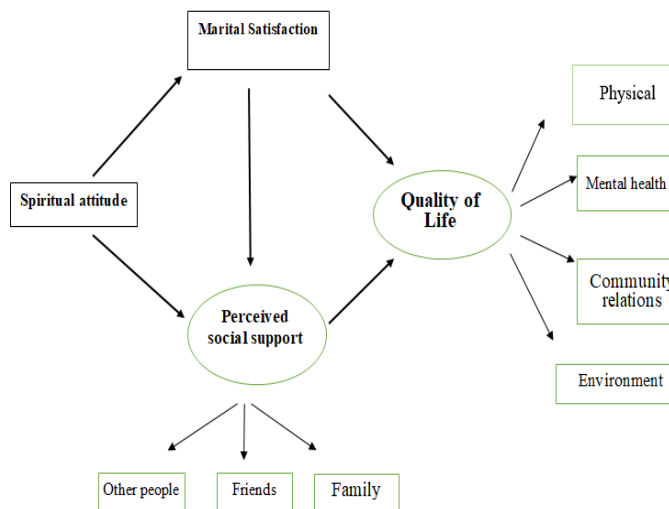 Marital Satisfaction
Physical
Mental health
Spiritual attitude
Quality of
Life
Community
relations
Perceived
social support
Environment
Other people
Friends
Family